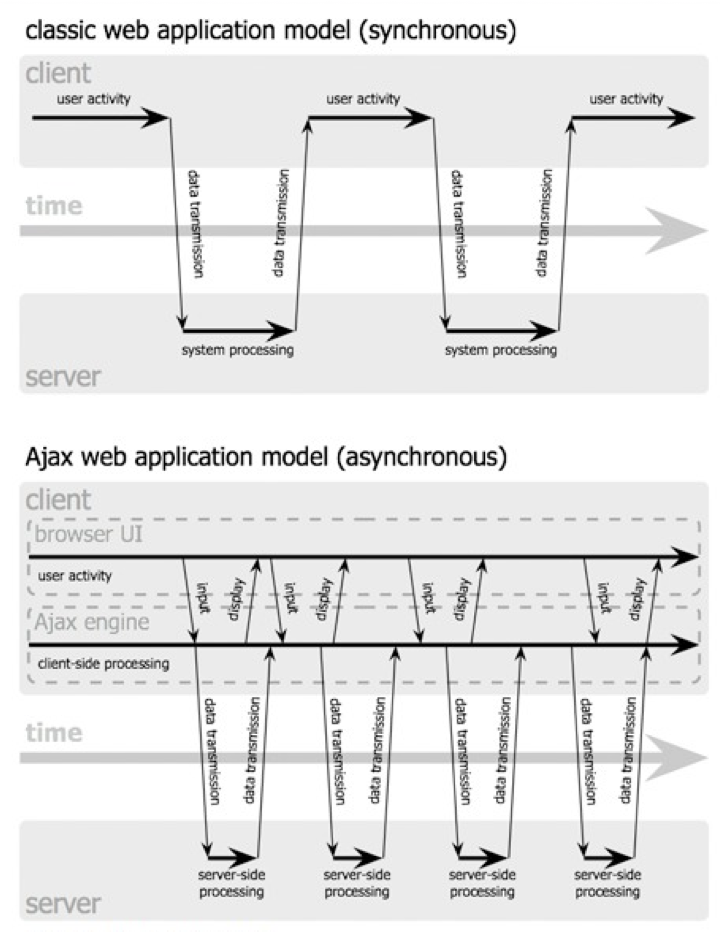 classic web application model (synchronous)
client
user activity
user activity
user activity
data transmission
data transmission
data transmission
data transmission
time
system processing
system processing
server
Ajax web application model (asynchronous)
client
browser UI
user activity
input
display
input
display
input
display
input
display
Ajax engine
client-side processing
data transmission
data transmission
data transmission
data transmission
data transmission
data transmission
data transmission
data transmission
time
server-side
processing
server-side
processing
server-side
processing
server-side
processing
server